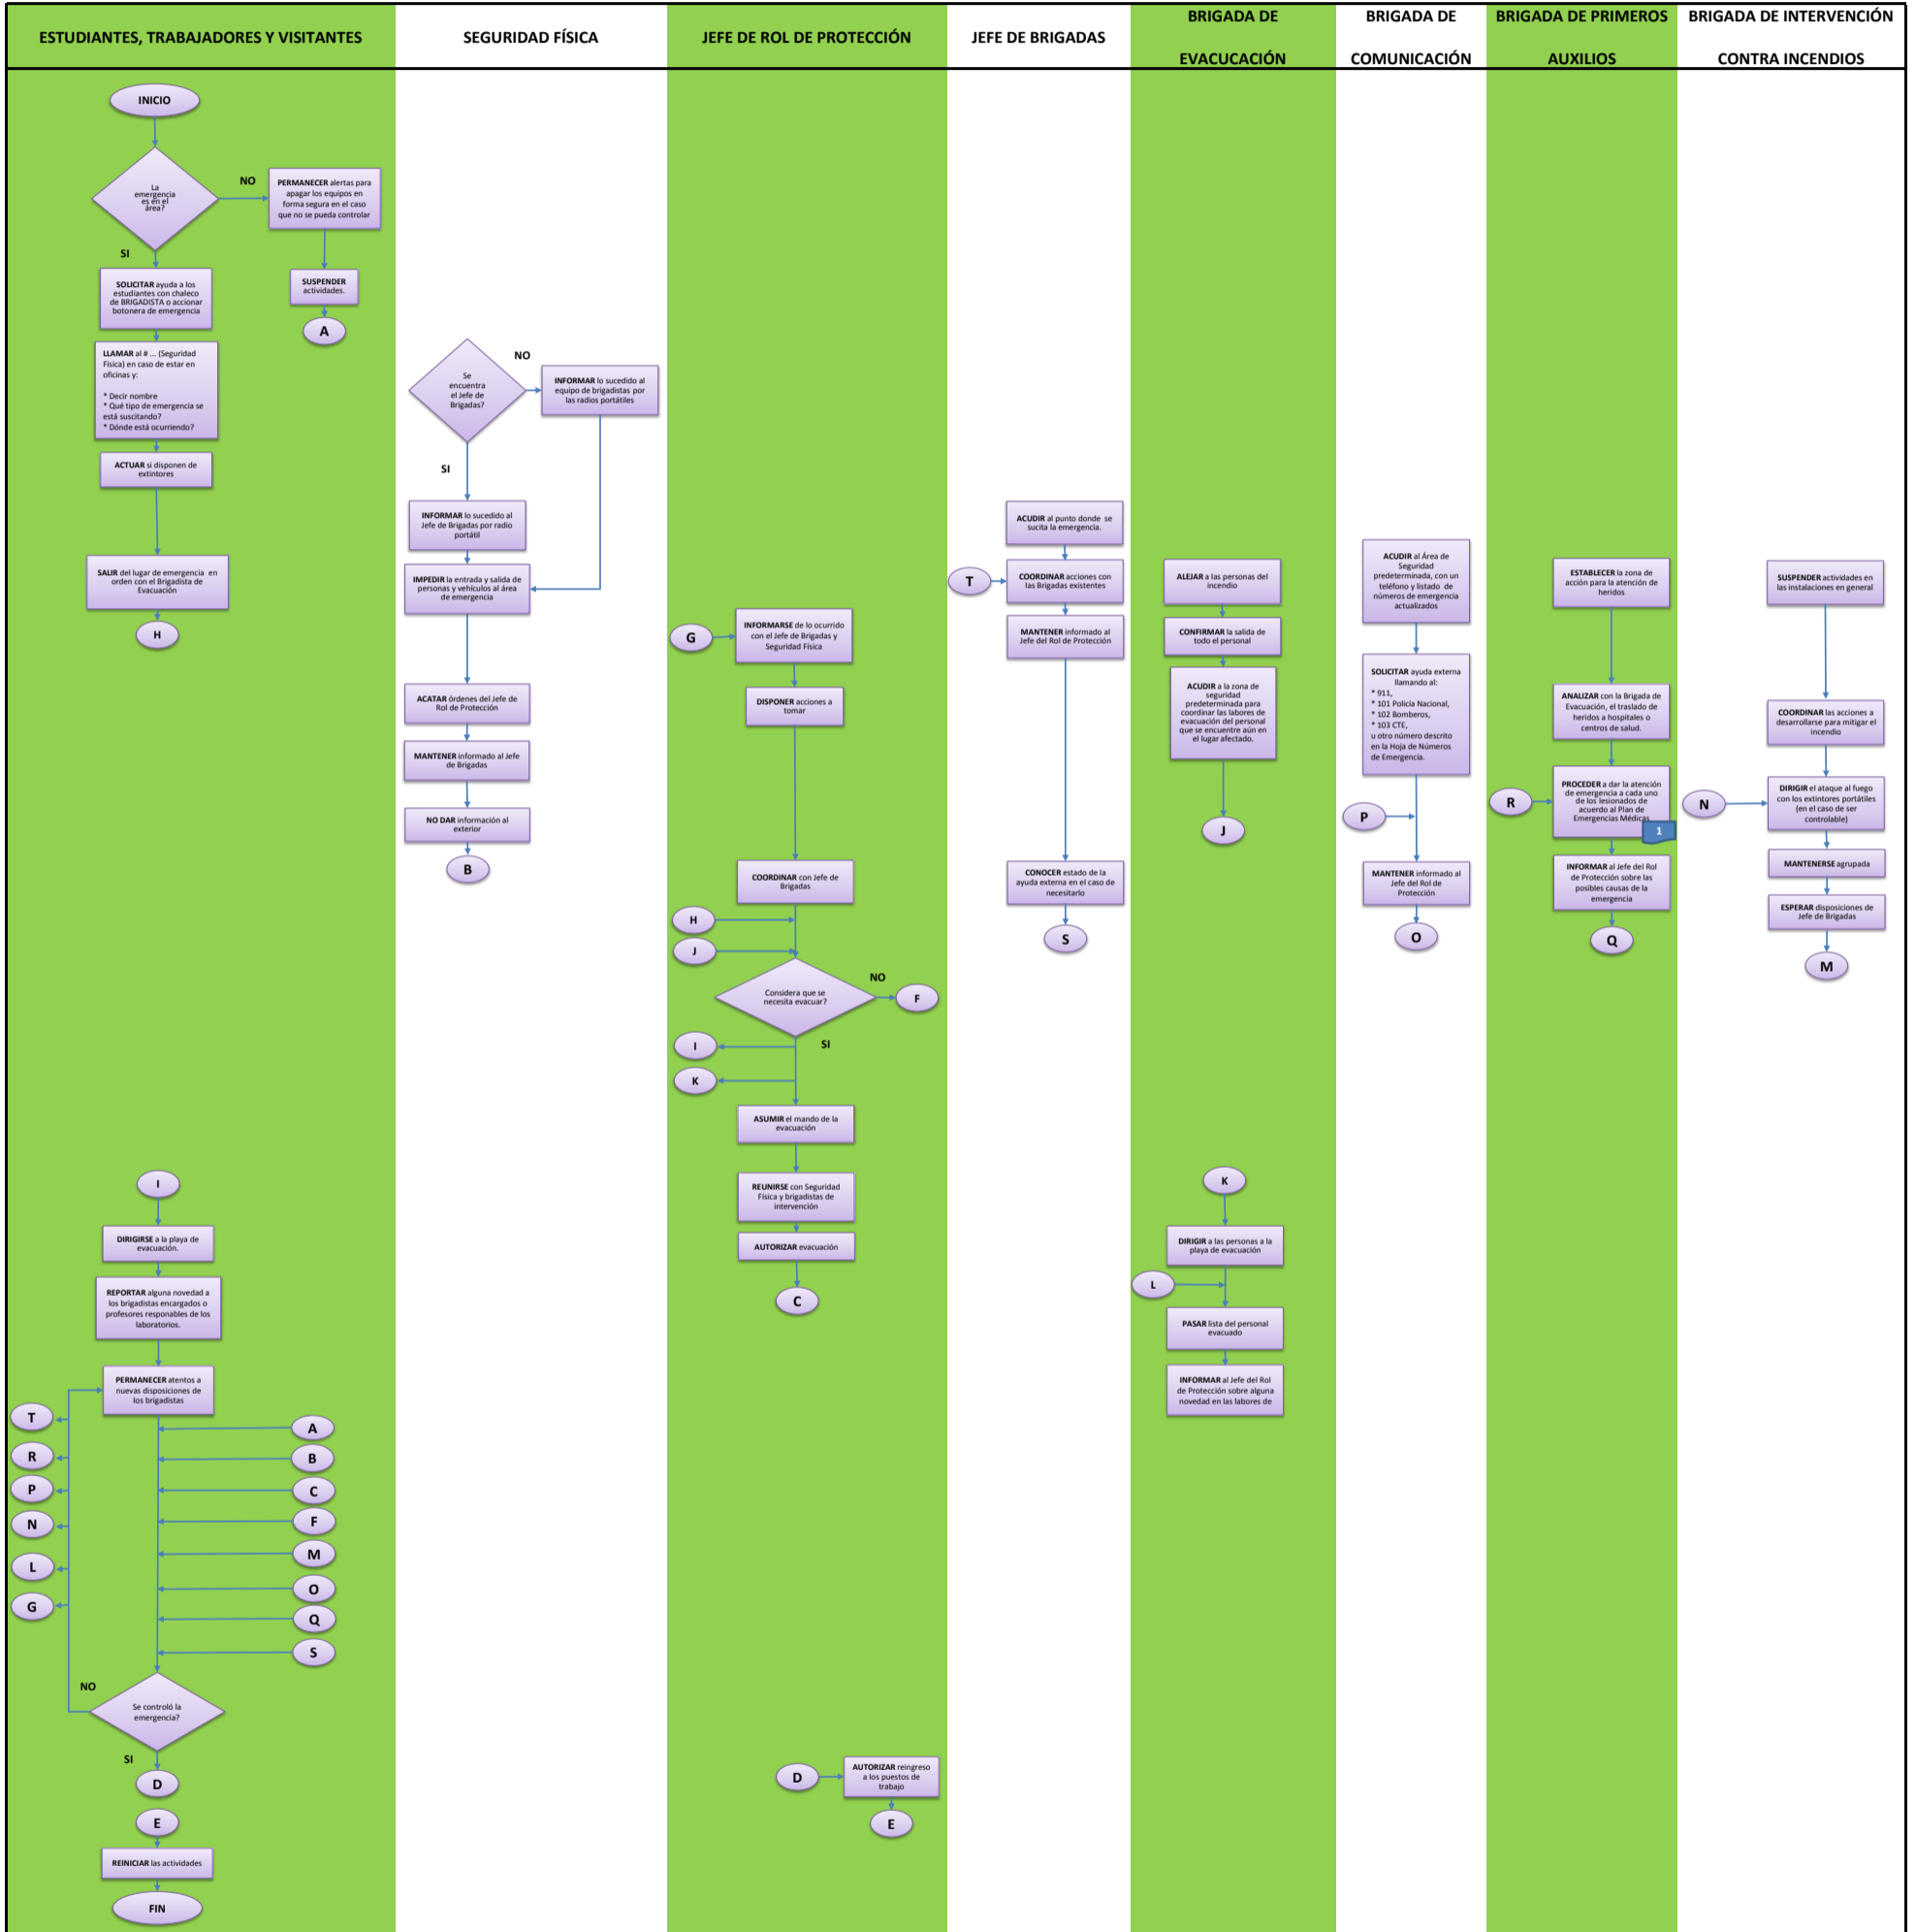 ESTUDIANTES, TRABAJADORES Y VISITANTES
SEGURIDAD FÍSICA
JEFE DE ROL DE PROTECCIÓN
JEFE DE BRIGADAS
BRIGADA DE
EVACUCACIÓN
BRIGADA DE
COMUNICACIÓN
BRIGADA DE PRIMEROS
AUXILIOS
BRIGADA DE INTERVENCIÓN
CONTRA INCENDIOS
INICIO
La
emergencia
es en el
área?
NO
PERMANECER alertas para
apagar los equipos en
forma segura en el caso
que no se pueda controlar
SUSPENDER
actividades.
A
SI
SOLICITAR ayuda a los
estudiantes con chaleco
de BRIGADISTA o accionar
botonera de emergencia
LLAMAR al # ... (Seguridad
Física) en caso de estar en
oficinas y:
* Decir nombre
* Qué tipo de emergencia se
está suscitando?
* Dónde está ocurriendo?
ACTUAR si disponen de
extintores
SALIR del lugar de emergencia en
orden con el Brigadista de
Evacuación
H
I
DIRIGIRSE a la playa de
evacuación.
REPORTAR alguna novedad a
los brigadistas encargados o
profesores responables de los
laboratorios.
PERMANECER atentos a
nuevas disposiciones de
los brigadistas
T
R
P
N
L
G
A
B
C
F
M
O
Q
S
NO
Se controló la
emergencia?
SI
D
E
REINICIAR las actividades
FIN
Se
encuentra
el Jefe de
Brigadas?
NO
INFORMAR lo sucedido al
equipo de brigadistas por
las radios portátiles
SI
INFORMAR lo sucedido al
Jefe de Brigadas por radio
portátil
IMPEDIR la entrada y salida de
personas y vehículos al área
de emergencia
ACATAR órdenes del Jefe de
Rol de Protección
MANTENER informado al Jefe
de Brigadas
NO DAR información al
exterior
B
G
INFORMARSE de lo ocurrido
con el Jefe de Brigadas y
Seguridad Física
DISPONER acciones a
tomar
COORDINAR con Jefe de
Brigadas
H
J
Considera que se
necesita evacuar?
NO
F
SI
I
K
ASUMIR el mando de la
evacuación
REUNIRSE con Seguridad
Física y brigadistas de
intervención
AUTORIZAR evacuación
C
D
AUTORIZAR reingreso
a los puestos de
trabajo
E
ACUDIR al punto donde se
sucita la emergencia.
T
COORDINAR acciones con
las Brigadas existentes
MANTENER informado al
Jefe del Rol de Protección
CONOCER estado de la
ayuda externa en el caso de
necesitarlo
S
ALEJAR a las personas del
incendio
CONFIRMAR la salida de
todo el personal
ACUDIR a la zona de
seguridad
predeterminada para
coordinar las labores de
evacuación del personal
que se encuentre aún en
el lugar afectado.
J
K
DIRIGIR a las personas a la
playa de evacuación
L
PASAR lista del personal
evacuado
INFORMAR al Jefe del Rol
de Protección sobre alguna
novedad en las labores de
ACUDIR al Área de
Seguridad
predeterminada, con un
teléfono y listado de
números de emergencia
actualizados
SOLICITAR ayuda externa
llamando al:
* 911,
* 101 Policía Nacional,
* 102 Bomberos,
* 103 CTE,
u otro número descrito
en la Hoja de Números
de Emergencia.
P
MANTENER informado al
Jefe del Rol de
Protección
O
ESTABLECER la zona de
acción para la atención de
heridos
ANALIZAR con la Brigada de
Evacuación, el traslado de
heridos a hospitales o
centros de salud.
R
PROCEDER a dar la atención
de emergencia a cada uno
de los lesionados de
acuerdo al Plan de
Emergencias Médicas
1
INFORMAR al Jefe del Rol
de Protección sobre las
posibles causas de la
emergencia
Q
SUSPENDER actividades en
las instalaciones en general
COORDINAR las acciones a
desarrollarse para mitigar el
incendio
N
DIRIGIR el ataque al fuego
con los extintores portátiles
(en el caso de ser
controlable)
MANTENERSE agrupada
ESPERAR disposiciones de
Jefe de Brigadas
M